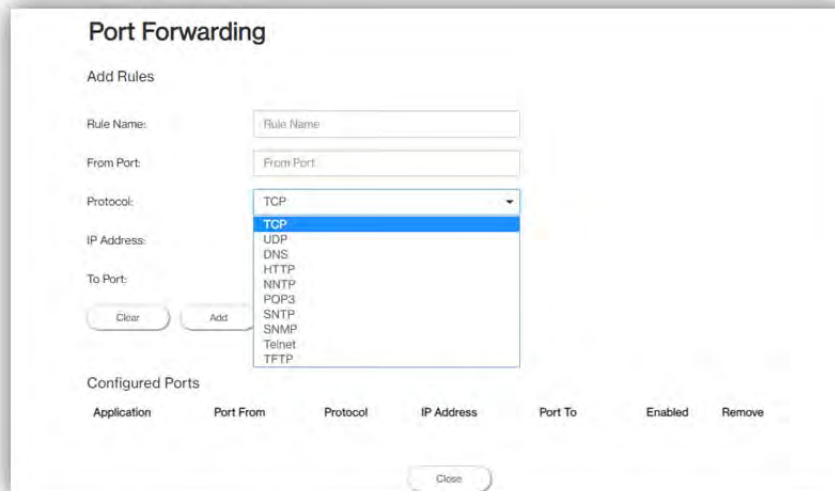 Port Forwarding
Add Rules
Rule Name:
Rule Name
From Port:
From Port
Protocol:
TCP
TCP
UDP
DNS
HTTP
NNTP
POP3
SNTP
SNMP
Telnet
TFTP
IP Address:
To Port:
Clear
Add
Configured Ports
Application Port From Protocol IP Address Port To Enabled Remove
Close